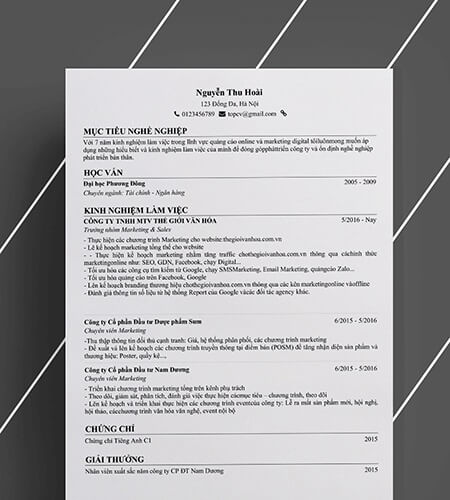 Nguyễn Thu Hoài
123 Đống Đa, Hà Nội
0123456789 topcv@gmail.com
MỤC TIÊU NGHỀ NGHIỆP
Với 7 năm kinh nghiệm làm việc trong lĩnh vực quảng cáo online và marketing digital tôiluônmong muốn áp
dụng những hiểu biết và kinh nghiệm làm việc của mình để đóng gópphát triển công ty và ổn định nghề nghiệp
phát triển bản thân.
HỌC VẤN
Đại học Phương Đông 2005 - 2009
Chuyên ngành: Tài chính - Ngân hàng
KINH NGHIỆM LÀM VIỆC
CÔNG TY TNHH MTV THẾ GIỚI VĂN HÓA 5/2016 - Nay
Trưởng nhóm Marketing & Sales
- Thực hiện các chương trình Marketing cho website.thegioivanhoa.com.vn
- Lê kế hoạch marketing tổng thể cho website
- - Thực hiện kế hoạch marketing nhằm tăng traffic chothegioivanhoa.com.vn thông qua cáchình thức
marketingonline như: SEO, GDN, Facebook, chạy Digital...
- Tối ưu hóa các công cụ tìm kiếm từ Google, chạy SMSMarketing, Email Marketing, quảngcáo Zalo...
- Tối ưu hóa quảng cáo trên Facebook, Google
- Lên kế hoạch branding thương hiệu chothegioivanhoa.com.vn thông qua các kên marketingonline vàoffline
- Đánh giá thông tin số liệu từ hệ thống Report của Google vàcác đối tác agency khác.
Công ty Cổ phần Đầu tư Dược phẩm Sum 6/2015 - 5/2016
Chuyên viên Marketing
-Thu thập thông tin đối thủ cạnh tranh: Giá, hệ thống phân phối, các chương trình marketing
- Đề xuất và lên kế hoạch các chương trình truyền thông tại điểm bán (POSM) để tăng nhận diện sản phẩm và
thương hiệu: Poster, quầy kệ...,
Công ty Cổ phần Đầu tư Nam Dương 6/2015 - 5/2016
Chuyên viên Marketing
- Triển khai chương trình marketing tổng trên kênh phụ trách
- Theo dõi, giám sát, phân tích, đánh giá việc thực hiện cácmục tiêu – chương trình, theo dõi
- Lên kế hoạch và triển khai thực hiện các chương trình eventcủa công ty: Lễ ra mắt sản phẩm mới, hội nghị,
hội thảo, cácchương trình văn hóa văn nghệ, event nội bộ
CHỨNG CHỈ
Chứng chỉ Tiếng Anh C1 2015
GIẢI THƯỞNG
Nhân viên xuất sắc năm công ty CP ĐT Nam Dương 2015